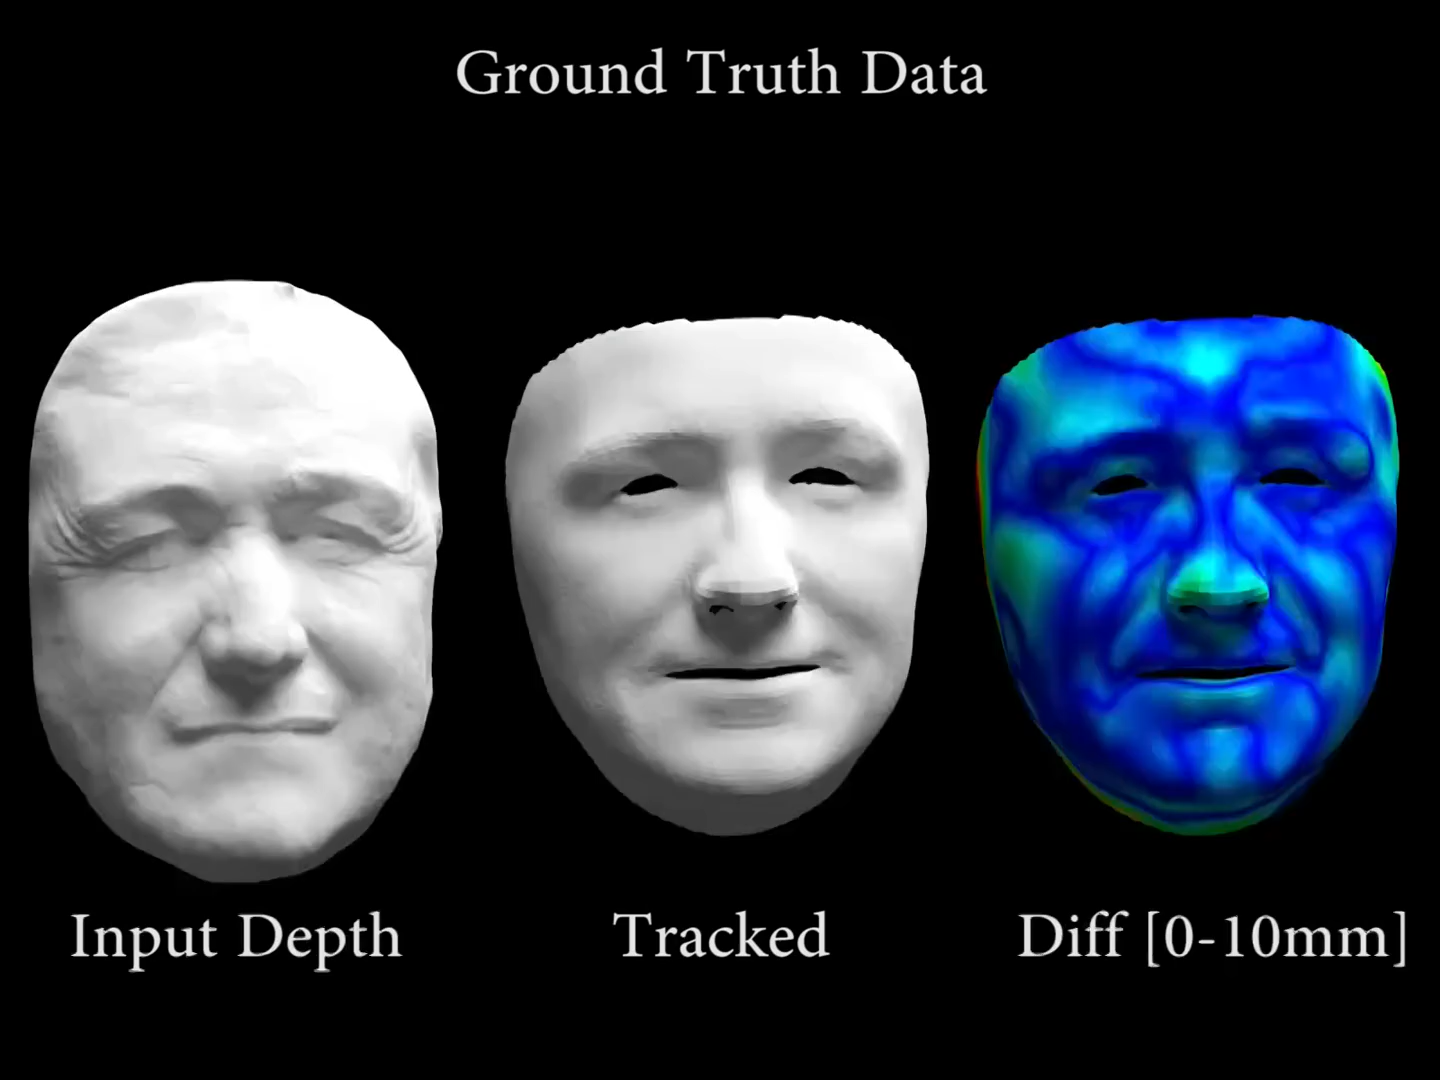 Ground Truth Data
Input Depth
Tracked
Diff [0-10mm]